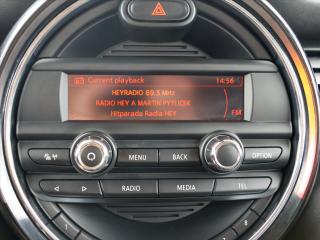 Current playback 14:56
HEYRADIO 89.5 MHz
RADIO HEY A MARTIN PYTLICEK
Hitparada Radia HEY
FM
MENU BACK OPTION
RADIO MEDIA TEL